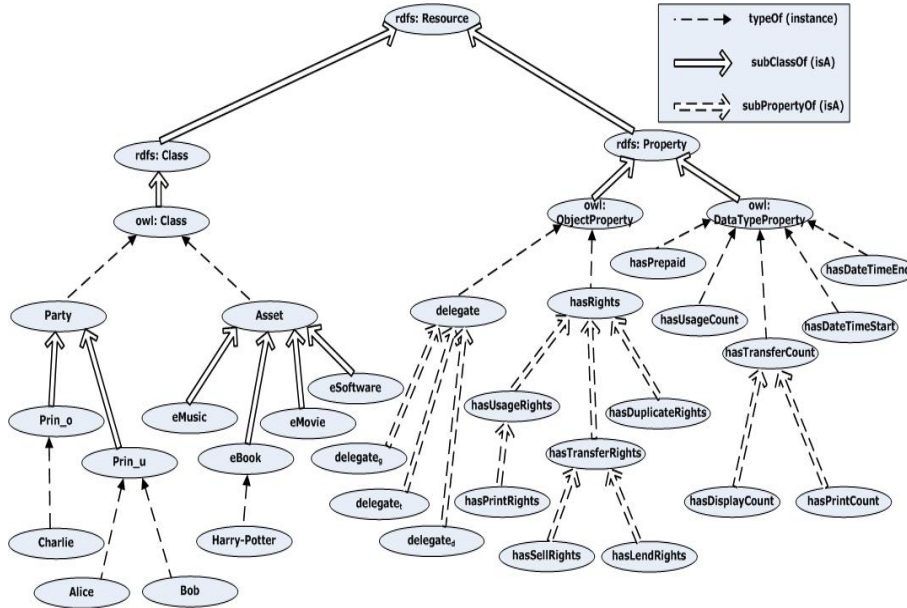 rdfs: Resource
typeOf (instance)
subClassOf (isA)
subPropertyOf (isA)
rdfs: Class
rdfs: Property
owl: Class
owl:
ObjectProperty
owl:
DataTypeProperty
hasPrepaid
hasDateTimeEnd
Party
Asset
delegate
hasRights
hasUsageCount
hasDateTimeStart
hasTransferCount
eSoftware
eMusic
eMovie
hasUsageRights
hasDuplicateRights
Prin_o
Prin_u
eBook
delegateg
hasTransferRights
delegatet
hasPrintRights
hasDisplayCount
hasPrintCount
Charlie
Harry-Potter
delegated
hasSellRights
hasLendRights
Alice
Bob